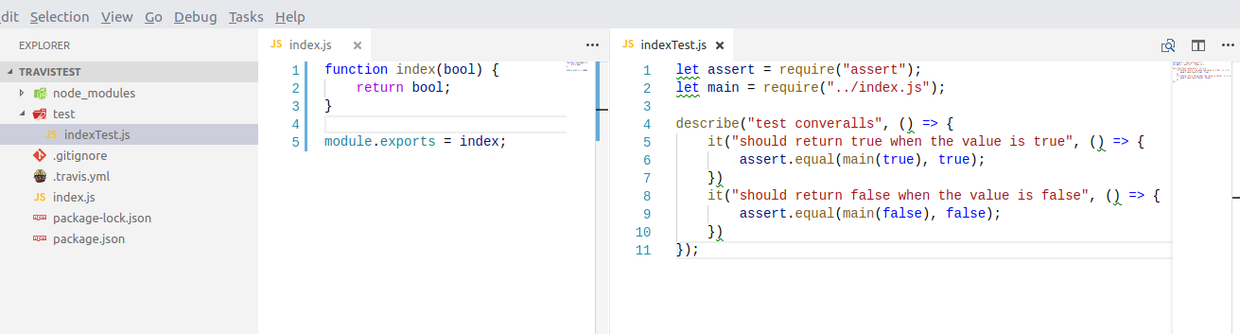 dit Selection View Go Debug Tasks Help
EXPLORER
TRAVISTEST
node_modules
test
JS indexTest.js
.gitignore
.travis.yml
JS index.js
package-lock.json
package.json
JS index.js × ···
1 function index(bool) {
2 return bool;
3 }
4
5 module.exports = index;
JS indexTest.js × ···
1 let assert = require("assert");
2 let main = require("../index.js");
3
4 describe("test converalls", () => {
5 it("should return true when the value is true", () => {
6 assert.equal(main(true), true);
7 })
8 it("should return false when the value is false", () => {
9 assert.equal(main(false), false);
10 })
11 });